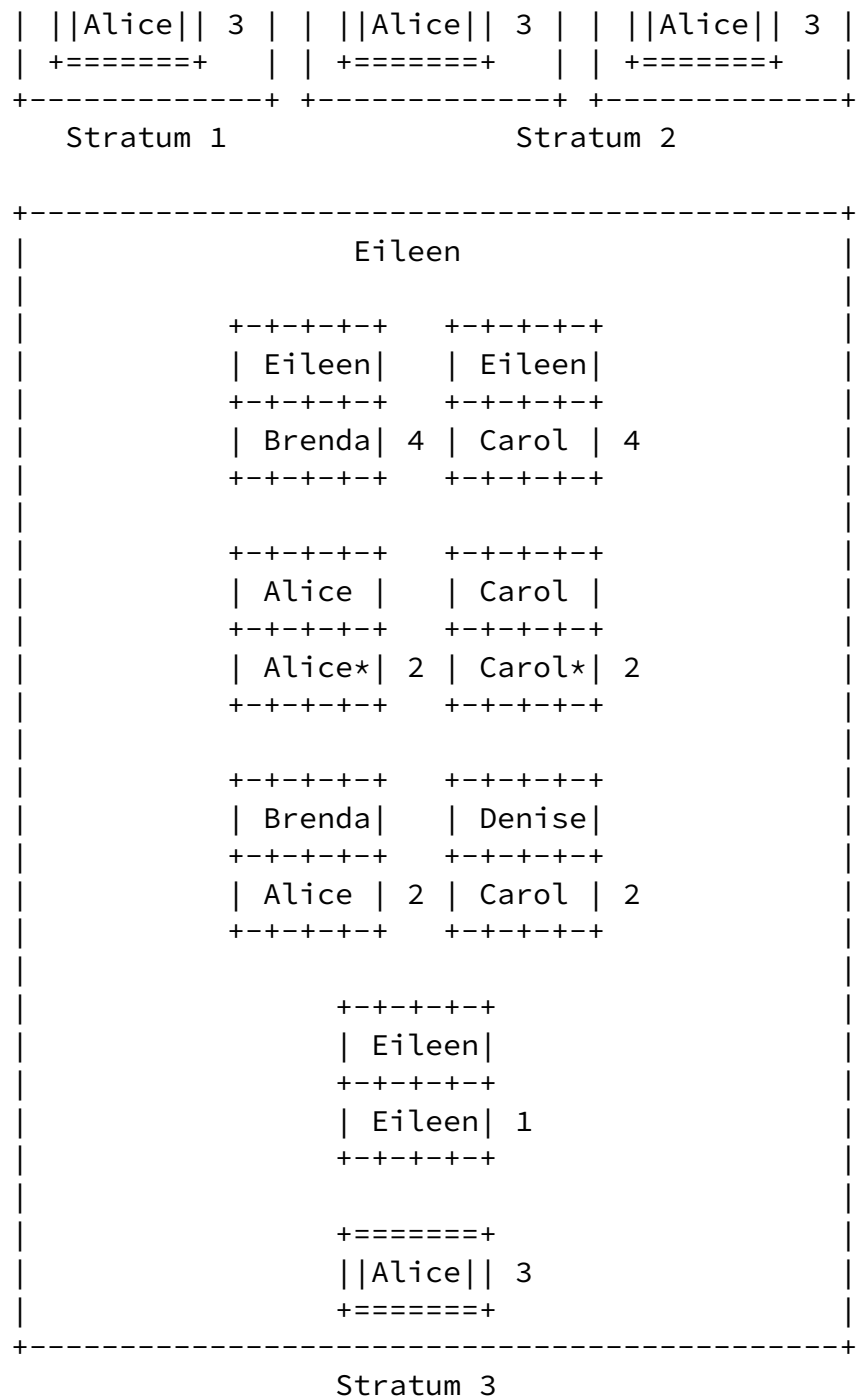 | ||Alice|| 3 | | ||Alice|| 3 | | ||Alice|| 3 |
| +=======+   | | +=======+   | | +=======+   |
+-------------+ +-------------+ +-------------+
   Stratum 1                Stratum 2

+---------------------------------------------+
|                  Eileen                     |
|                                             |
|           +-+-+-+-+   +-+-+-+-+             |
|           | Eileen|   | Eileen|             |
|           +-+-+-+-+   +-+-+-+-+             |
|           | Brenda| 4 | Carol | 4           |
|           +-+-+-+-+   +-+-+-+-+             |
|                                             |
|           +-+-+-+-+   +-+-+-+-+             |
|           | Alice |   | Carol |             |
|           +-+-+-+-+   +-+-+-+-+             |
|           | Alice*| 2 | Carol*| 2           |
|           +-+-+-+-+   +-+-+-+-+             |
|                                             |
|           +-+-+-+-+   +-+-+-+-+             |
|           | Brenda|   | Denise|             |
|           +-+-+-+-+   +-+-+-+-+             |
|           | Alice | 2 | Carol | 2           |
|           +-+-+-+-+   +-+-+-+-+             |
|                                             |
|                 +-+-+-+-+                   |
|                 | Eileen|                   |
|                 +-+-+-+-+                   |
|                 | Eileen| 1                 |
|                 +-+-+-+-+                   |
|                                             |
|                 +=======+                   |
|                 ||Alice|| 3                 |
|                 +=======+                   |
+---------------------------------------------+
                  Stratum 3